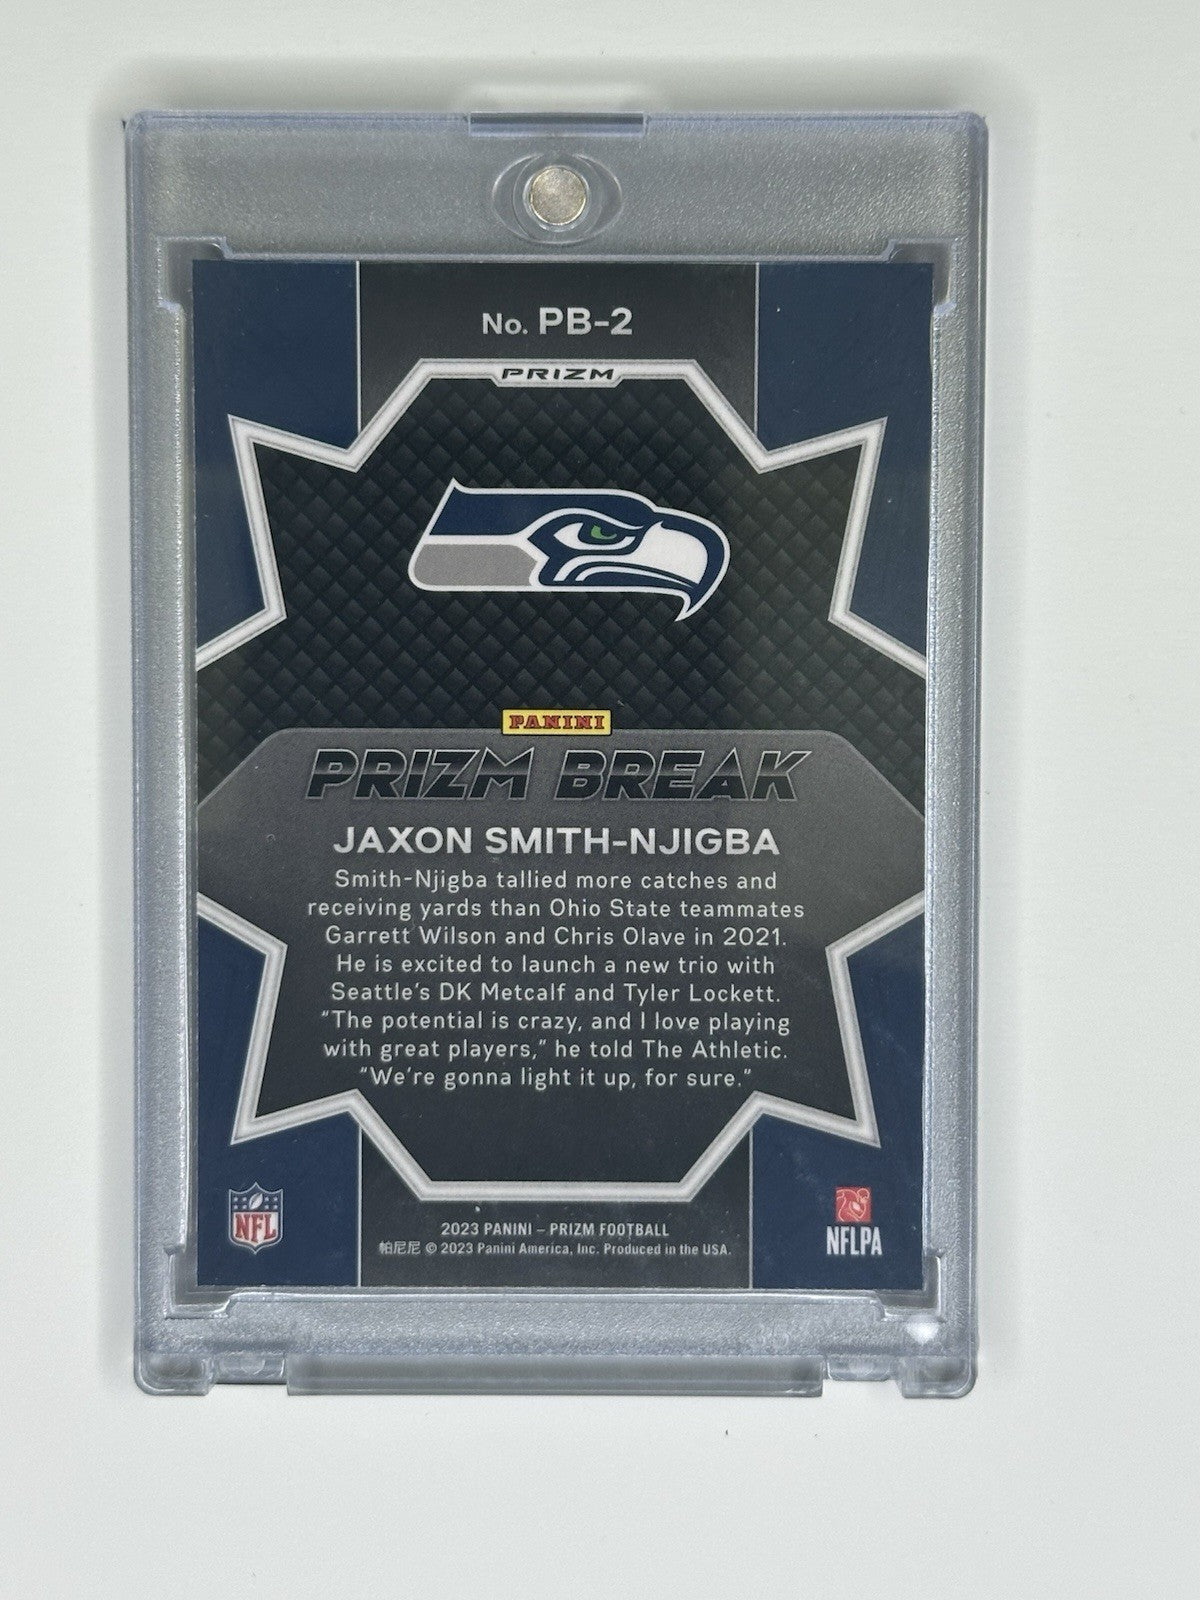 No. PB-2
PRIZM
PANINI
PRIZM BREAK
JAXON SMITH-NJIGBA
Smith-Njigba tallied more catches and
receiving yards than Ohio State teammates
Garrett Wilson and Chris Olave in 2021.
He is excited to launch a new trio with
Seattle's DK Metcalf and Tyler Lockett.
"The potential is crazy, and I love playing
with great players," he told The Athletic.
"We're gonna light it up, for sure."
NFL
2023 PANINI – PRIZM FOOTBALL
帕尼尼 © 2023 Panini America, Inc. Produced in the USA.
NFLPA